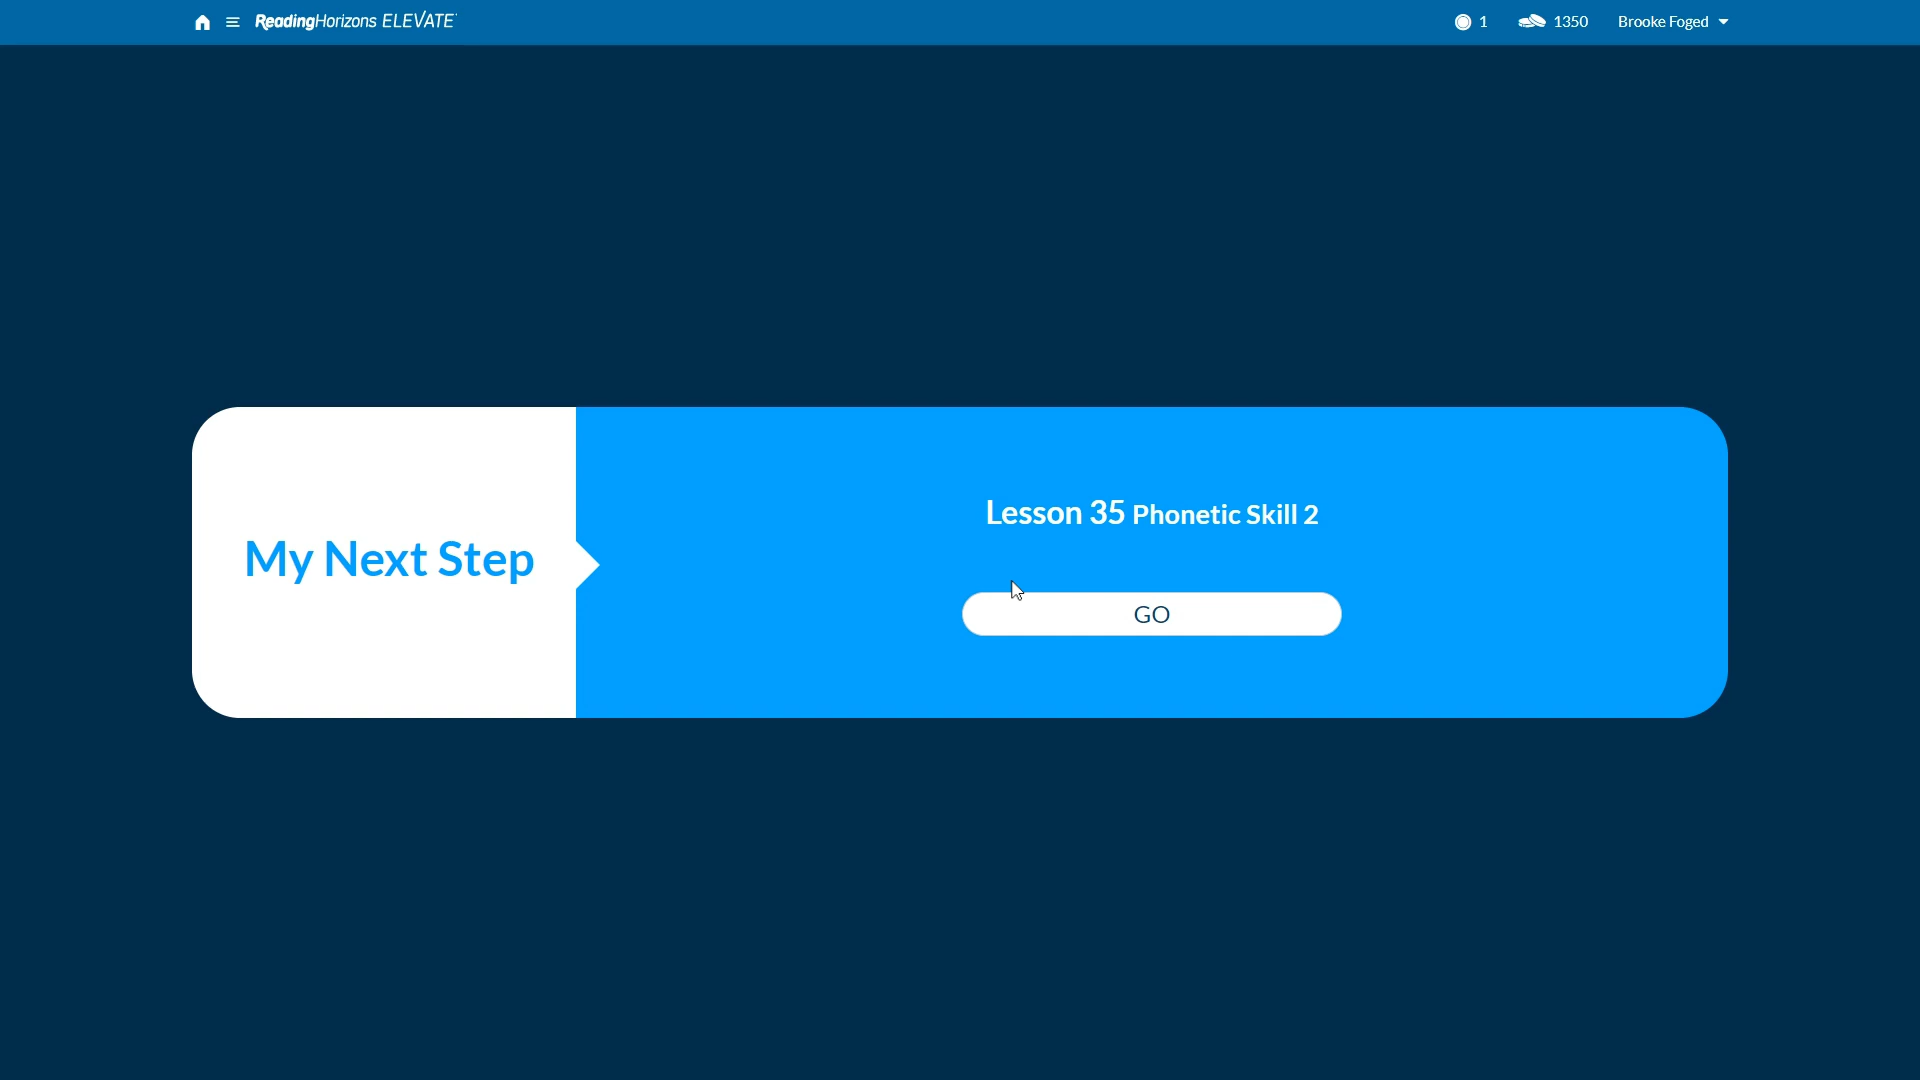 ReadingHorizons ELEVATE
1
1350
Brooke Foged
My Next Step
Lesson 35 Phonetic Skill 2
GO